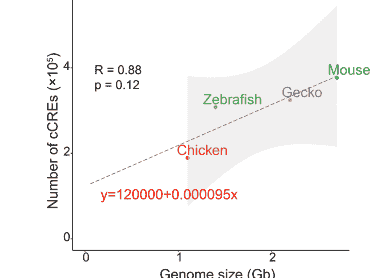 4
R = 0.88
p = 0.12
Mouse
Gecko
Zebrafish
Number of cCREs (×10⁵)
2
Chicken
y=120000+0.000095x
0
0
1
2
Genome size (Gb)